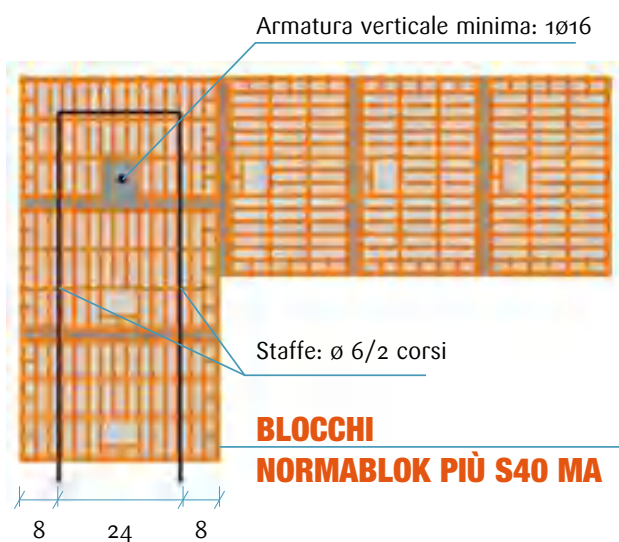 Armatura verticale minima: 1ø16
Staffe: ø 6/2 corsi
BLOCCHI
NORMABLOK PIÙ S40 MA
8 24 8